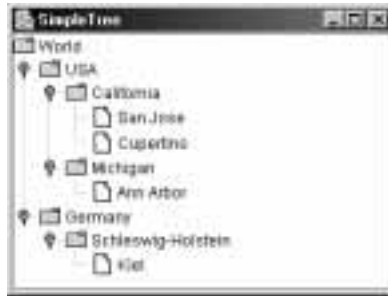 SimpleTree
World
USA
California
San Jose
Cupertino
Michigan
Ann Arbor
Germany
Schleswig-Holstein
Kiel